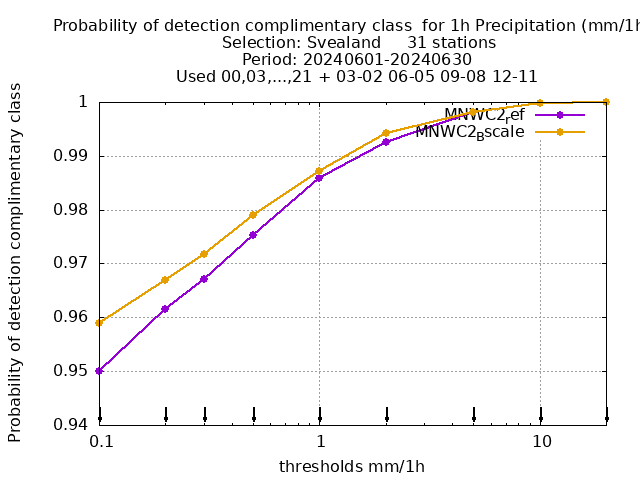 Probability of detection complimentary class  for 1h Precipitation (mm/1h
Selection: Svealand     31 stations
Period: 20240601-20240630
Used 00,03,...,21 + 03-02 06-05 09-08 12-11
Probability of detection complimentary class
1
0.99
0.98
0.97
0.96
0.95
0.94
MNWC2ref
MNWC2Bscale
0.1
1
10
thresholds mm/1h